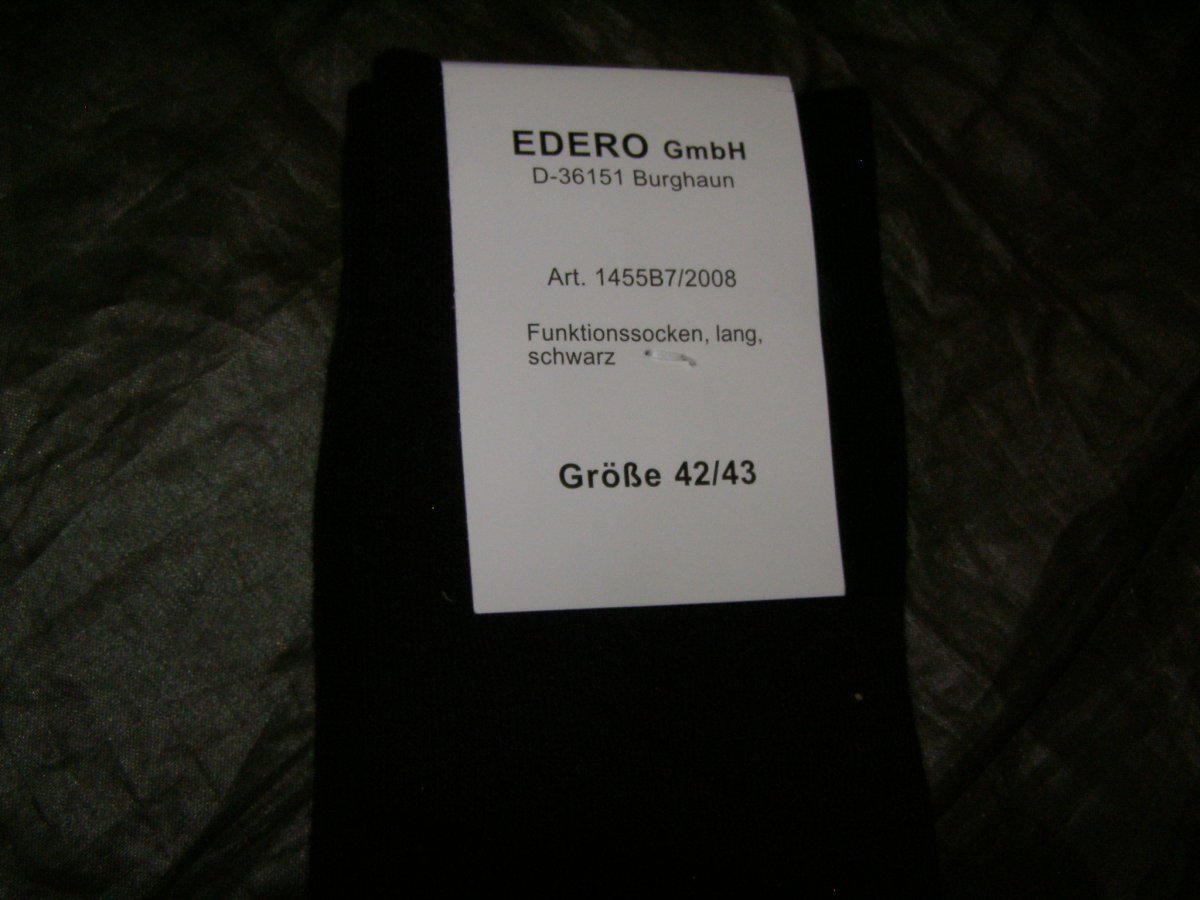 EDERO GmbH
D-36151 Burghaun
Art. 1455B7/2008
Funktionssocken, lang,
schwarz
Größe 42/43